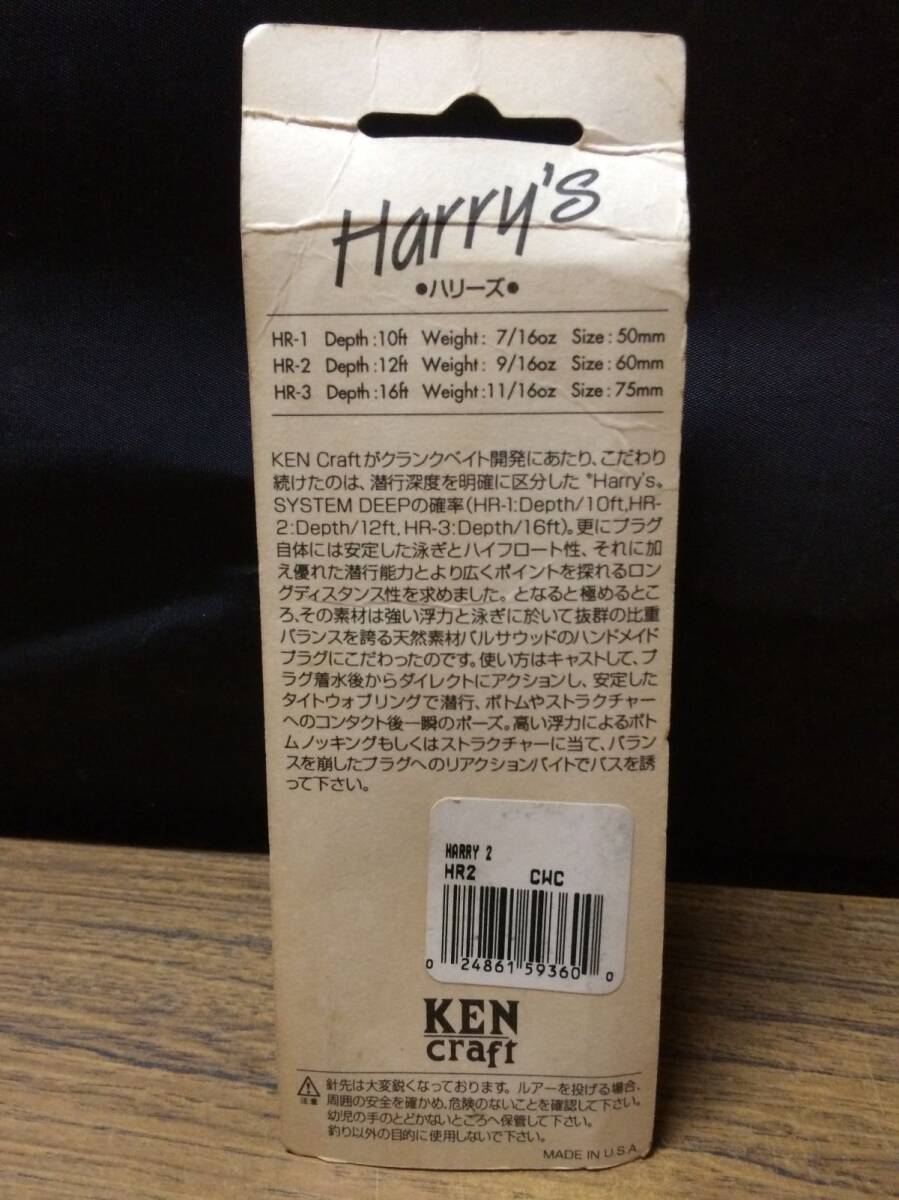 Harry's
●ハリーズ●
HR-1 Depth:10ft Weight: 7/16oz Size:50mm
HR-2 Depth:12ft Weight: 9/16oz Size:60mm
HR-3 Depth:16ft Weight:11/16oz Size:75mm
KEN Craftがクランクベイト開発にあたり、こだわり
続けたのは、潜行深度を明確に区分した "Harry's。
SYSTEM DEEPの確率(HR-1:Depth/10ft,HR-
2:Depth/12ft, HR-3:Depth/16ft)。更にプラグ
自体には安定した泳ぎとハイフロート性、それに加
え優れた潜行能力とより広くポイントを探れるロン
グディスタンス性を求めました。となると極めるとこ
ろ、その素材は強い浮力と泳ぎに於いて抜群の比重
バランスを誇る天然素材バルサウッドのハンドメイド
プラグにこだわったのです。使い方はキャストして、プ
ラグ着水後からダイレクトにアクションし、安定した
タイトウォブリングで潜行、ボトムやストラクチャー
へのコンタクト後一瞬のポーズ。高い浮力によるボト
ムノッキングもしくはストラクチャーに当て、バラン
スを崩したプラグへのリアクションバイトでバスを誘
って下さい。
HARRY 2
HR2 CWC
0 24861 59360 0
KEN
craft
注意 針先は大変鋭くなっております。ルアーを投げる場合、
周囲の安全を確かめ、危険のないことを確認して下さい。
幼児の手のとどかないところへ保管して下さい。
釣り以外の目的に使用しないで下さい。
MADE IN U.S.A.